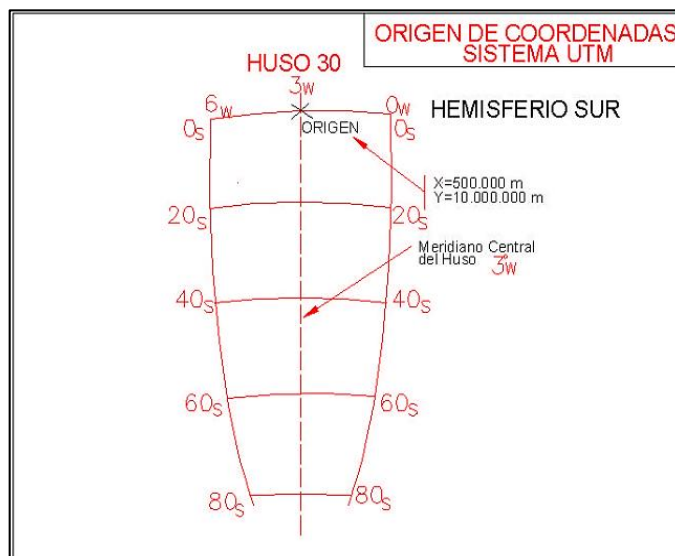 ORIGEN DE COORDENADAS
SISTEMA UTM
HUSO 30
3W
6W
0W
HEMISFERIO SUR
0S
0S
ORIGEN
X=500.000 m
Y=10.000.000 m
20S
20S
Meridiano Central
del Huso 3°W
40S
40S
60S
60S
80S
80S